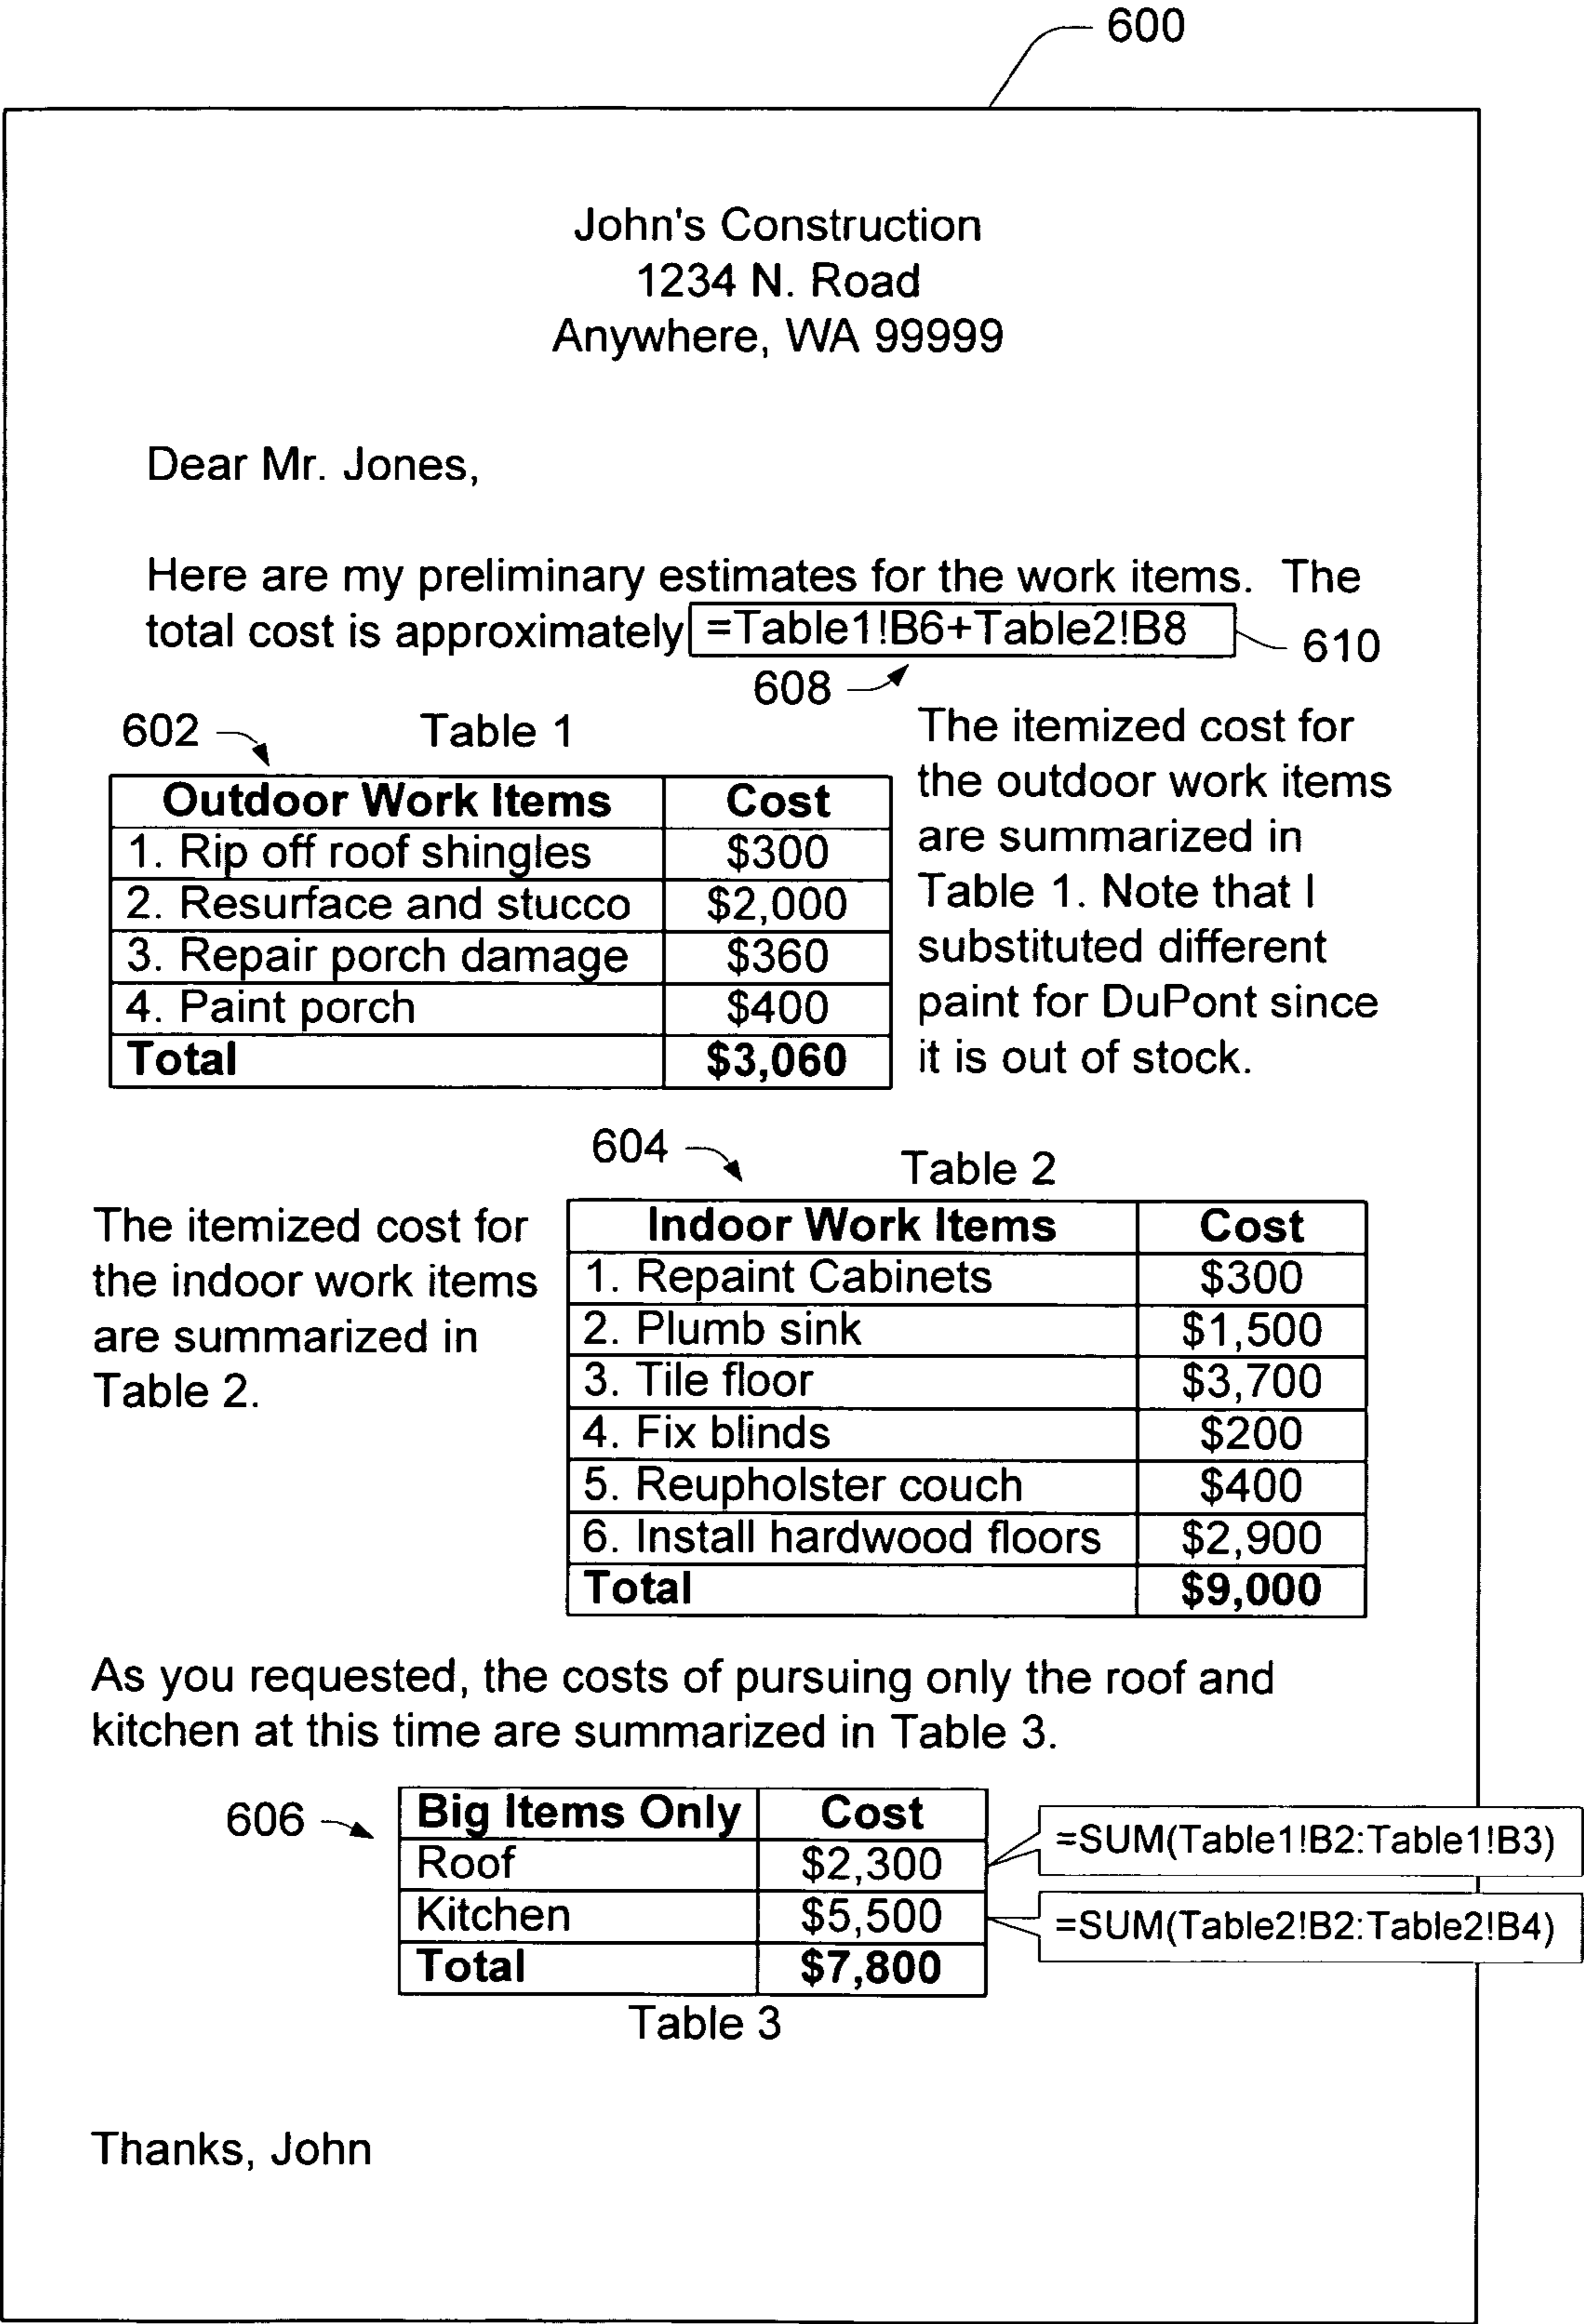 600
John's Construction
1234 N. Road
Anywhere, WA 99999
Dear Mr. Jones,
Here are my preliminary estimates for the work items. The
total cost is approximately =Table1!B6+Table2!B8
610
608
602
Table 1
Outdoor Work Items Cost
1. Rip off roof shingles $300
2. Resurface and stucco $2,000
3. Repair porch damage $360
4. Paint porch $400
Total $3,060
The itemized cost for
the outdoor work items
are summarized in
Table 1. Note that I
substituted different
paint for DuPont since
it is out of stock.
604
Table 2
The itemized cost for
the indoor work items
are summarized in
Table 2.
Indoor Work Items Cost
1. Repaint Cabinets $300
2. Plumb sink $1,500
3. Tile floor $3,700
4. Fix blinds $200
5. Reupholster couch $400
6. Install hardwood floors $2,900
Total $9,000
As you requested, the costs of pursuing only the roof and
kitchen at this time are summarized in Table 3.
606
Big Items Only Cost
Roof $2,300
Kitchen $5,500
Total $7,800
=SUM(Table1!B2:Table1!B3)
=SUM(Table2!B2:Table2!B4)
Table 3
Thanks, John